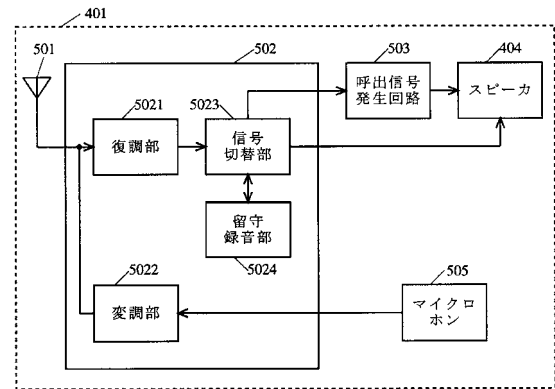 401
501
502
503
404
呼出信号
発生回路
スピーカ
5021
5023
復調部
信号
切替部
留守
録音部
5022
5024
505
変調部
マイクロ
ホン